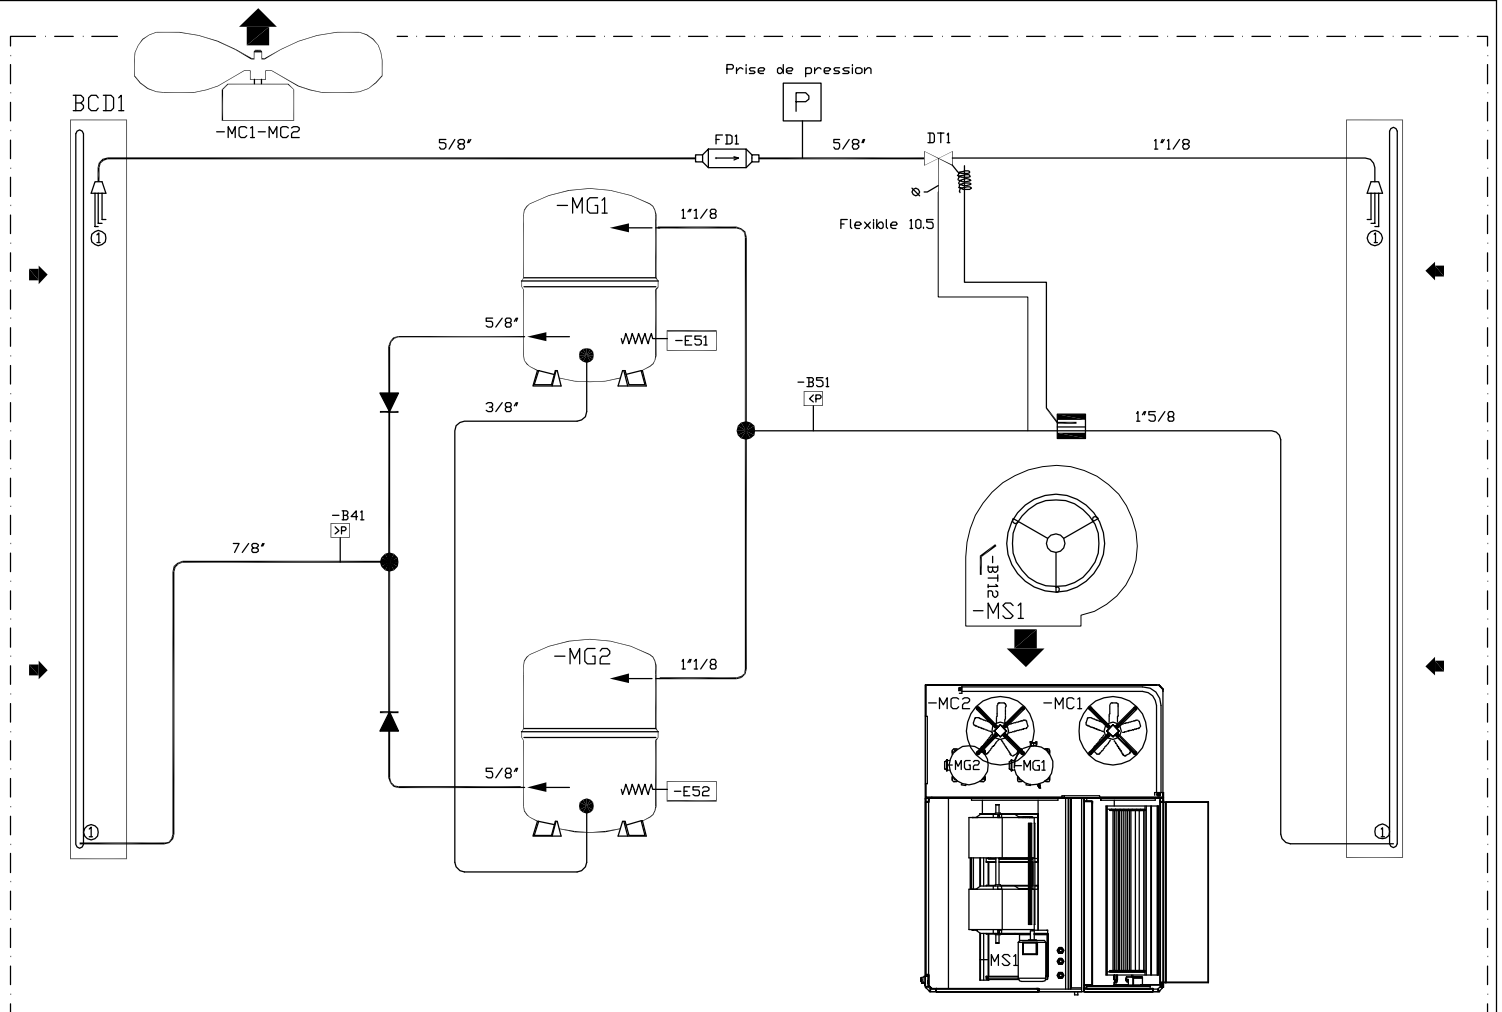 Prise de pression
P
BCD1
-MC1-MC2
5/8″
FD1
5/8″
DT1
1″1/8
-MG1
1″1/8
Ø
Flexible 10.5
1
1
5/8″
-E51
-B51
<P
3/8″
1″5/8
-B41
>P
7/8″
-BT12
-MS1
-MG2
1″1/8
-MC2
-MC1
-MG2
-MG1
5/8″
-E52
1
1
-MS1